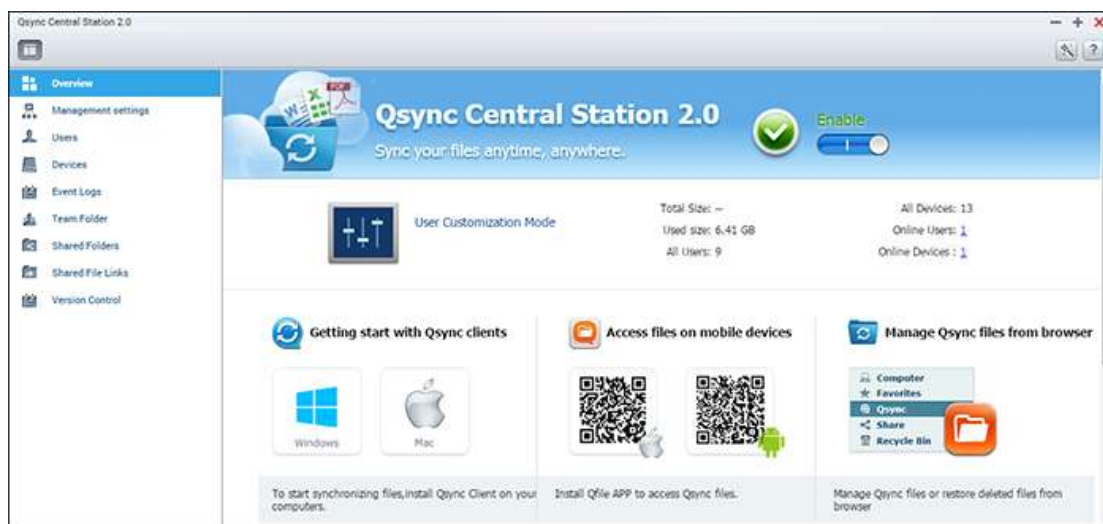 Qsync Central Station 2.0
Overview
Management settings
Users
Devices
Event Logs
Team Folder
Shared Folders
Shared File Links
Version Control
W
X
PDF
Qsync Central Station 2.0
Sync your files anytime, anywhere.
Enable
User Customization Mode
Total Size: --
Used size: 6.41 GB
All Users: 9
All Devices: 13
Online Users: 1
Online Devices : 1
Getting start with Qsync clients
Windows
Mac
To start synchronizing files,install Qsync Client on your
computers.
Access files on mobile devices
Install Qfile APP to access Qsync files.
Manage Qsync files from browser
Computer
Favorites
Qsync
Share
Recycle Bin
Manage Qsync files or restore deleted files from
browser